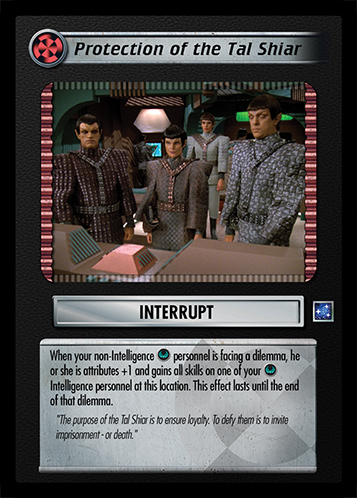 Protection of the Tal Shiar
INTERRUPT
When your non-Intelligence personnel is facing a dilemma, he
or she is attributes +1 and gains all skills on one of your
Intelligence personnel at this location. This effect lasts until the end
of that dilemma.
"The purpose of the Tal Shiar is to ensure loyalty. To defy them is to invite
imprisonment - or death."